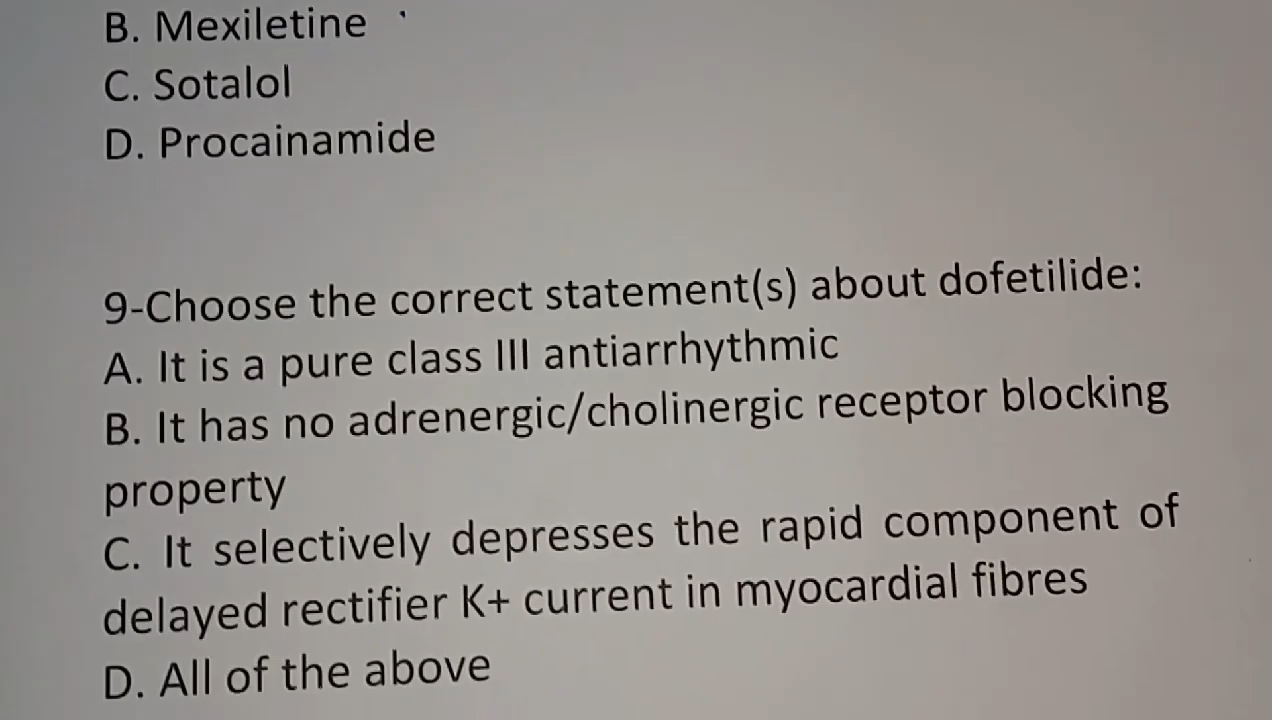 B. Mexiletine
C. Sotalol
D. Procainamide
9-Choose the correct statement(s) about dofetilide:
A. It is a pure class III antiarrhythmic
B. It has no adrenergic/cholinergic receptor blocking
property
C. It selectively depresses the rapid component of
delayed rectifier K+ current in myocardial fibres
D. All of the above